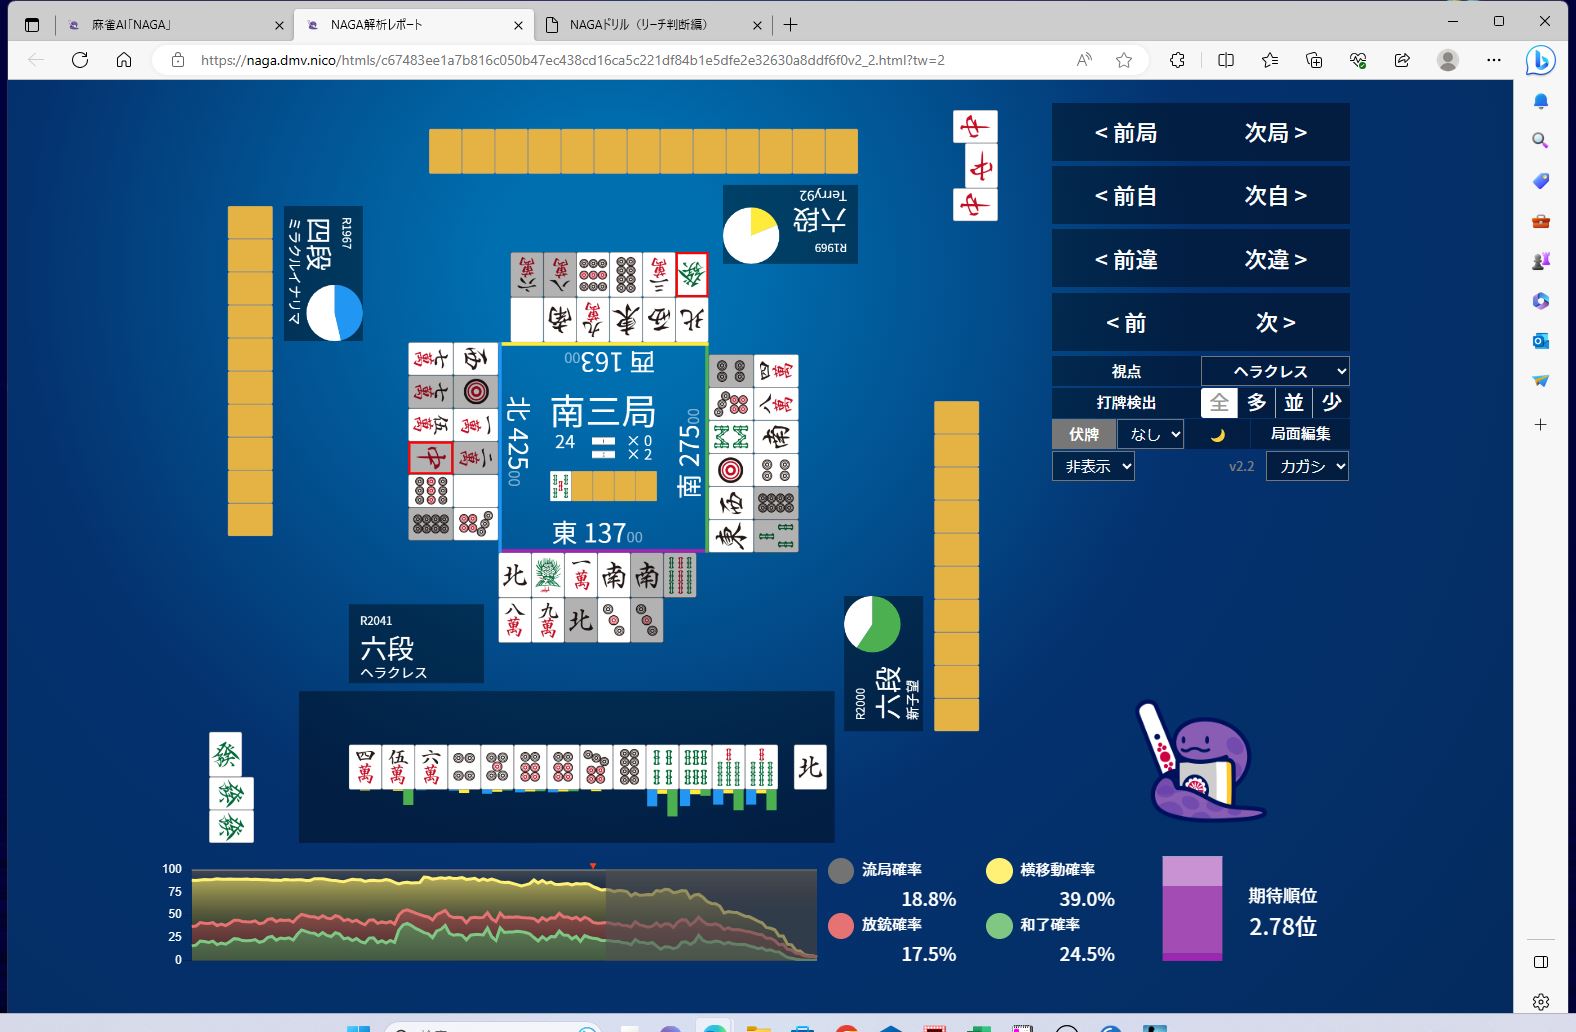 麻雀AI「NAGA」
NAGA解析レポート
NAGAドリル（リーチ判断編）
https://naga.dmv.nico/htmls/c67483ee1a7b816c050b47ec438cd16ca5c221df84b1e5dfe2e32630a8ddf6f0v2_2.html?tw=2
< 前局
次局 >
< 前自
次自 >
< 前違
次違 >
< 前
次 >
視点
ヘラクレス
打牌検出
全
多
並
少
伏牌
なし
局面編集
非表示
v2.2
カガシ
R1967
四段
ミラクルイナリマ
Terry92
六段
R1969
西 16300
北 42500
南三局
24
×0
×2
南 27500
東 13700
R2041
六段
ヘラクレス
R2000
六段
新子望
100
75
50
25
0
流局確率
18.8%
横移動確率
39.0%
放銃確率
17.5%
和了確率
24.5%
期待順位
2.78位